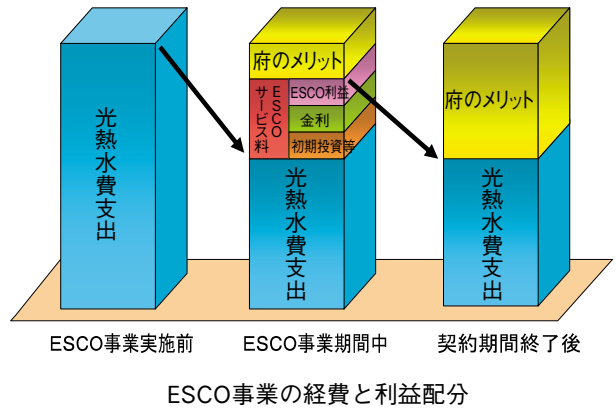 光熱水費支出
府のメリット
ESCO
サービス料
ESCO利益
金利
初期投資等
光熱水費支出
府のメリット
光熱水費支出
ESCO事業実施前
ESCO事業期間中
契約期間終了後
ESCO事業の経費と利益配分